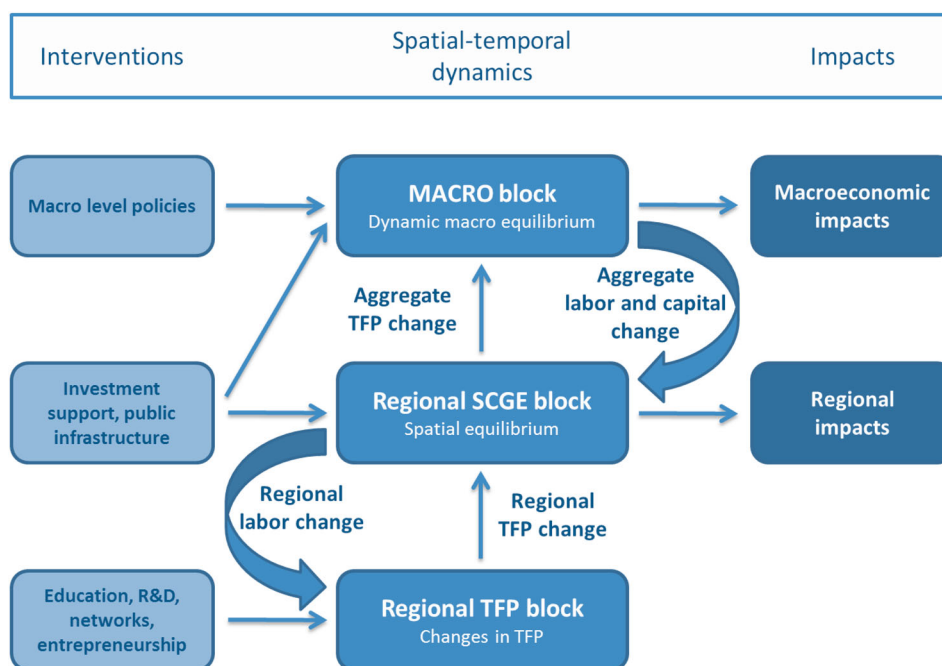 Interventions
Spatial-temporal
dynamics
Impacts
Macro level policies
MACRO block
Dynamic macro equilibrium
Macroeconomic
impacts
Aggregate
TFP change
Aggregate
labor and capital
change
Investment
support, public
infrastructure
Regional SCGE block
Spatial equilibrium
Regional
impacts
Regional
labor change
Regional
TFP change
Education, R&D,
networks,
entrepreneurship
Regional TFP block
Changes in TFP